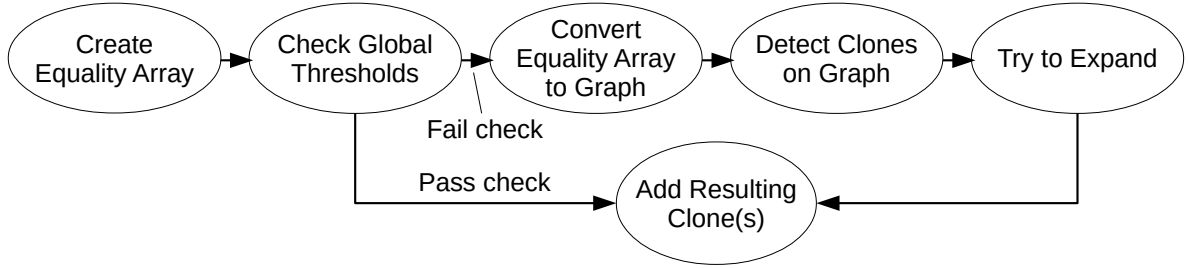 Create
Equality Array
Check Global
Thresholds
Convert
Equality Array
to Graph
Detect Clones
on Graph
Try to Expand
Fail check
Pass check
Add Resulting
Clone(s)